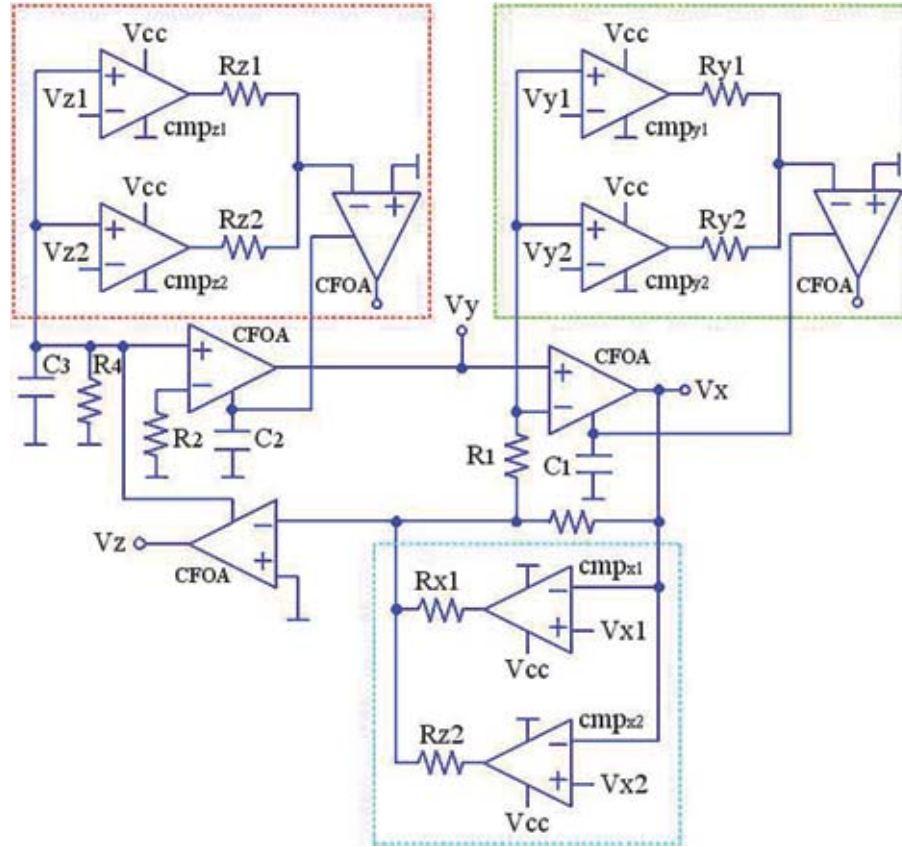 Vcc
Rz1
Vz1
cmpz1
Vcc
Rz2
Vz2
cmpz2
CFOA
Vcc
Ry1
Vy1
cmpy1
Vcc
Ry2
Vy2
cmpy2
CFOA
C3
R4
CFOA
Vy
CFOA
Vx
R2
C2
R1
C1
Vz
CFOA
cmpx1
Rx1
Vx1
Vcc
cmpx2
Rz2
Vx2
Vcc